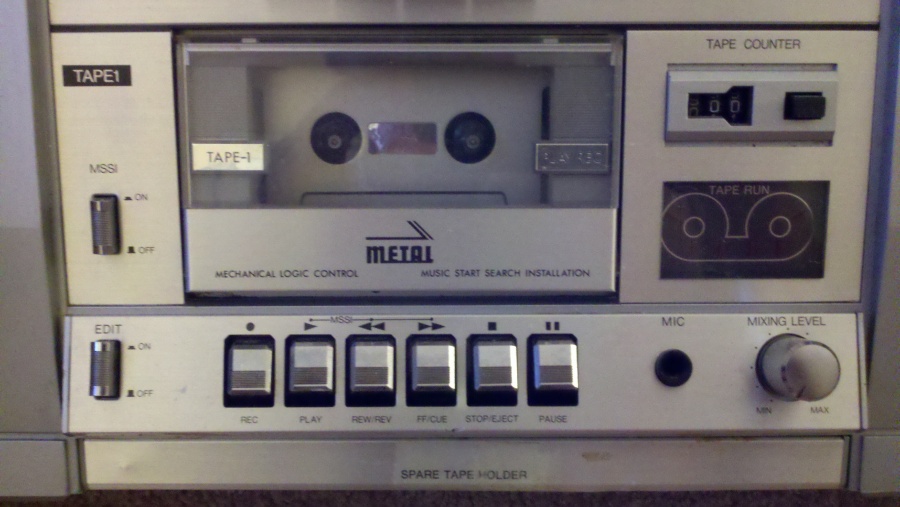 TAPE1
TAPE COUNTER
0 0
TAPE-1
PLAY REC
MSSI
ON
OFF
TAPE RUN
METAL
MECHANICAL LOGIC CONTROL
MUSIC START SEARCH INSTALLATION
EDIT
ON
OFF
MSSI
REC
PLAY
REW/REV
FF/CUE
STOP/EJECT
PAUSE
MIC
MIXING LEVEL
MIN
MAX
SPARE TAPE HOLDER